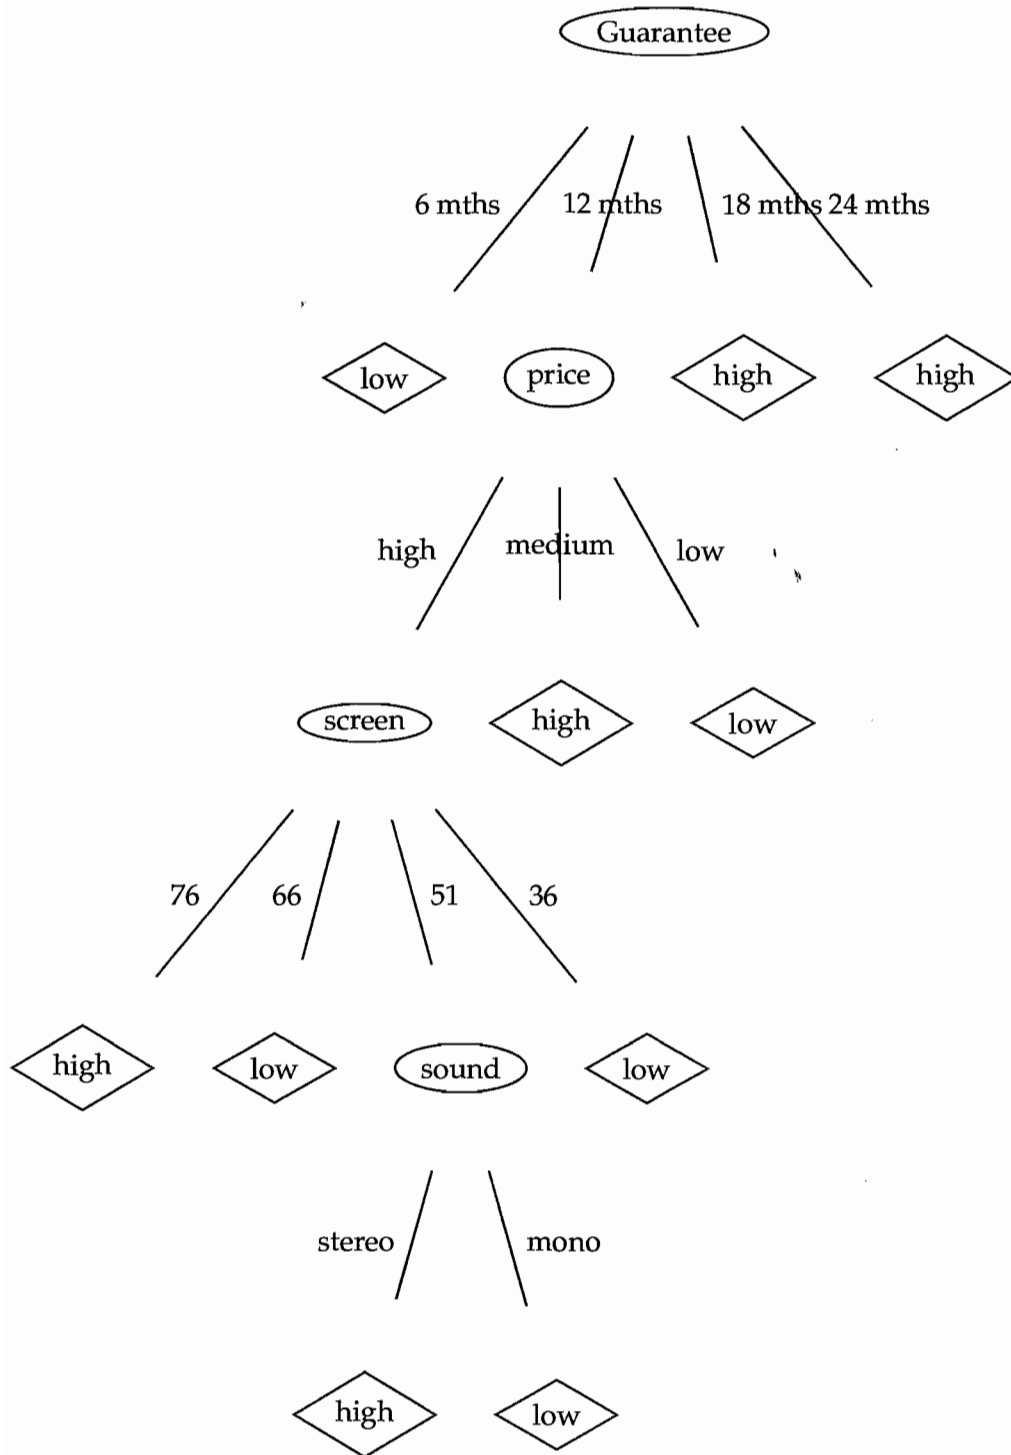 Guarantee
6 mths 12 mths 18 mths 24 mths
low price high high
high medium low
screen high low
76 66 51 36
high low sound low
stereo mono
high low